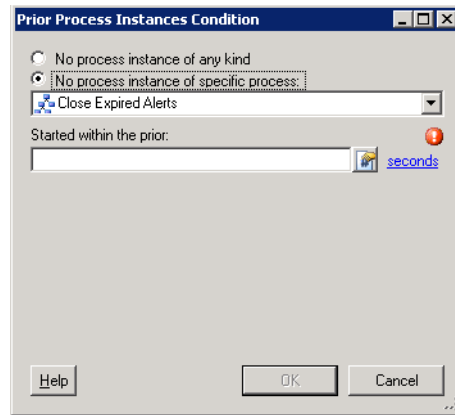 Prior Process Instances Condition
No process instance of any kind
No process instance of specific process:
Close Expired Alerts
Started within the prior:
seconds
Help
OK
Cancel